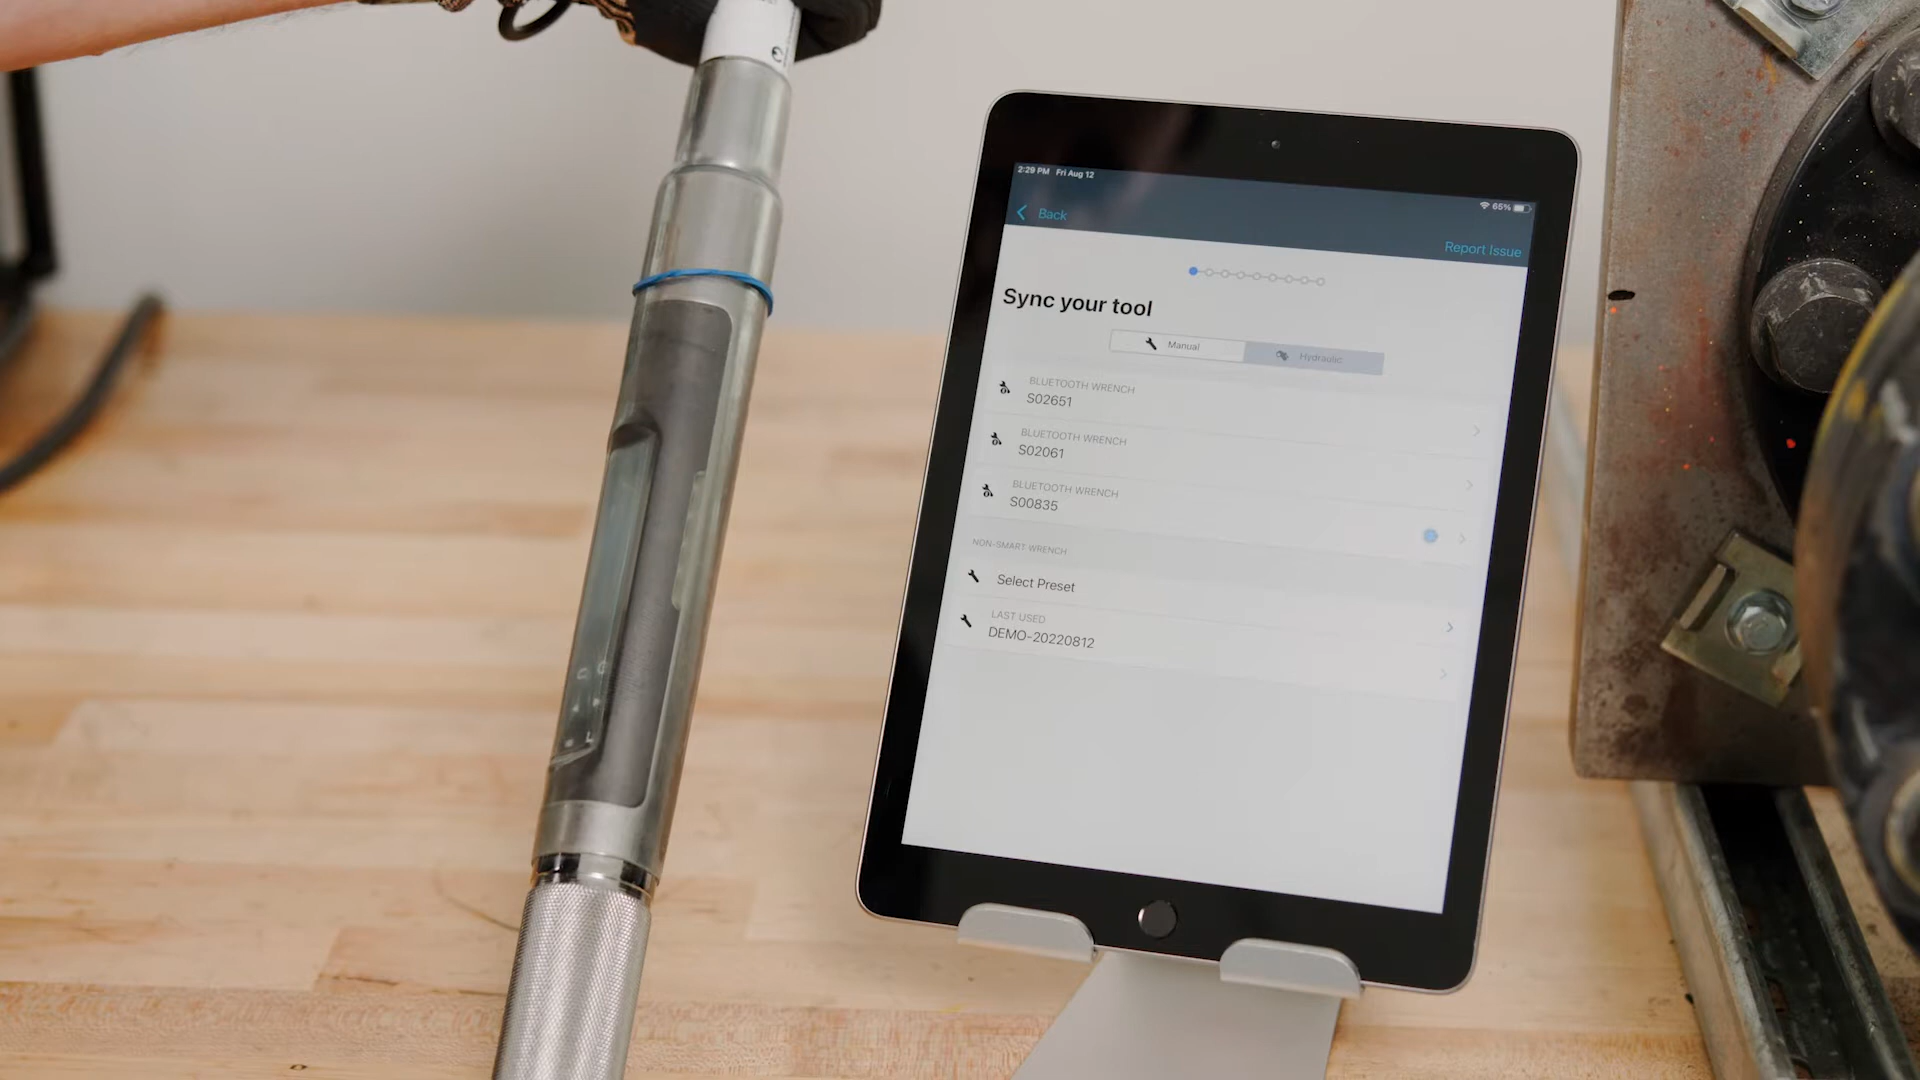 2:29 PM Fri Aug 12
65%
Back
Report Issue
Sync your tool
Manual
Hydraulic
BLUETOOTH WRENCH
S02651
BLUETOOTH WRENCH
S02061
BLUETOOTH WRENCH
S00835
NON-SMART WRENCH
Select Preset
LAST USED
DEMO-20220812